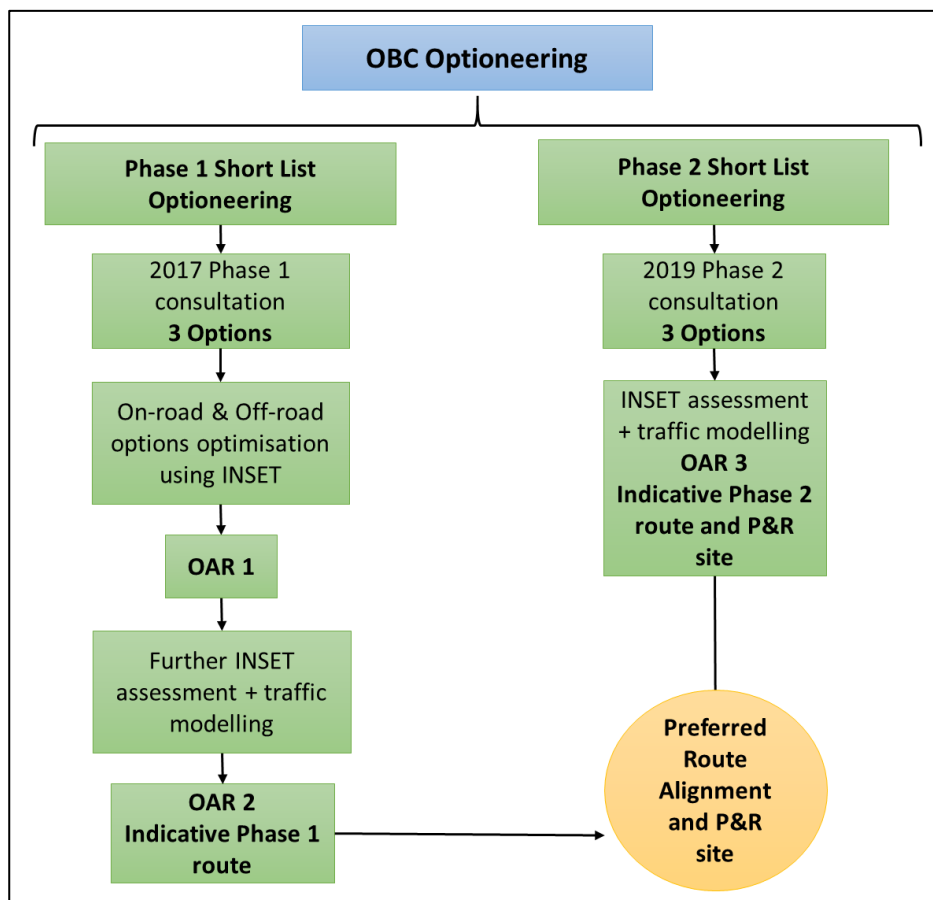 OBC Optioneering
Phase 1 Short List
Optioneering
2017 Phase 1
consultation
3 Options
On-road & Off-road
options optimisation
using INSET
OAR 1
Further INSET
assessment + traffic
modelling
OAR 2
Indicative Phase 1
route
Phase 2 Short List
Optioneering
2019 Phase 2
consultation
3 Options
INSET assessment
+ traffic modelling
OAR 3
Indicative Phase 2
route and P&R
site
Preferred
Route
Alignment
and P&R
site